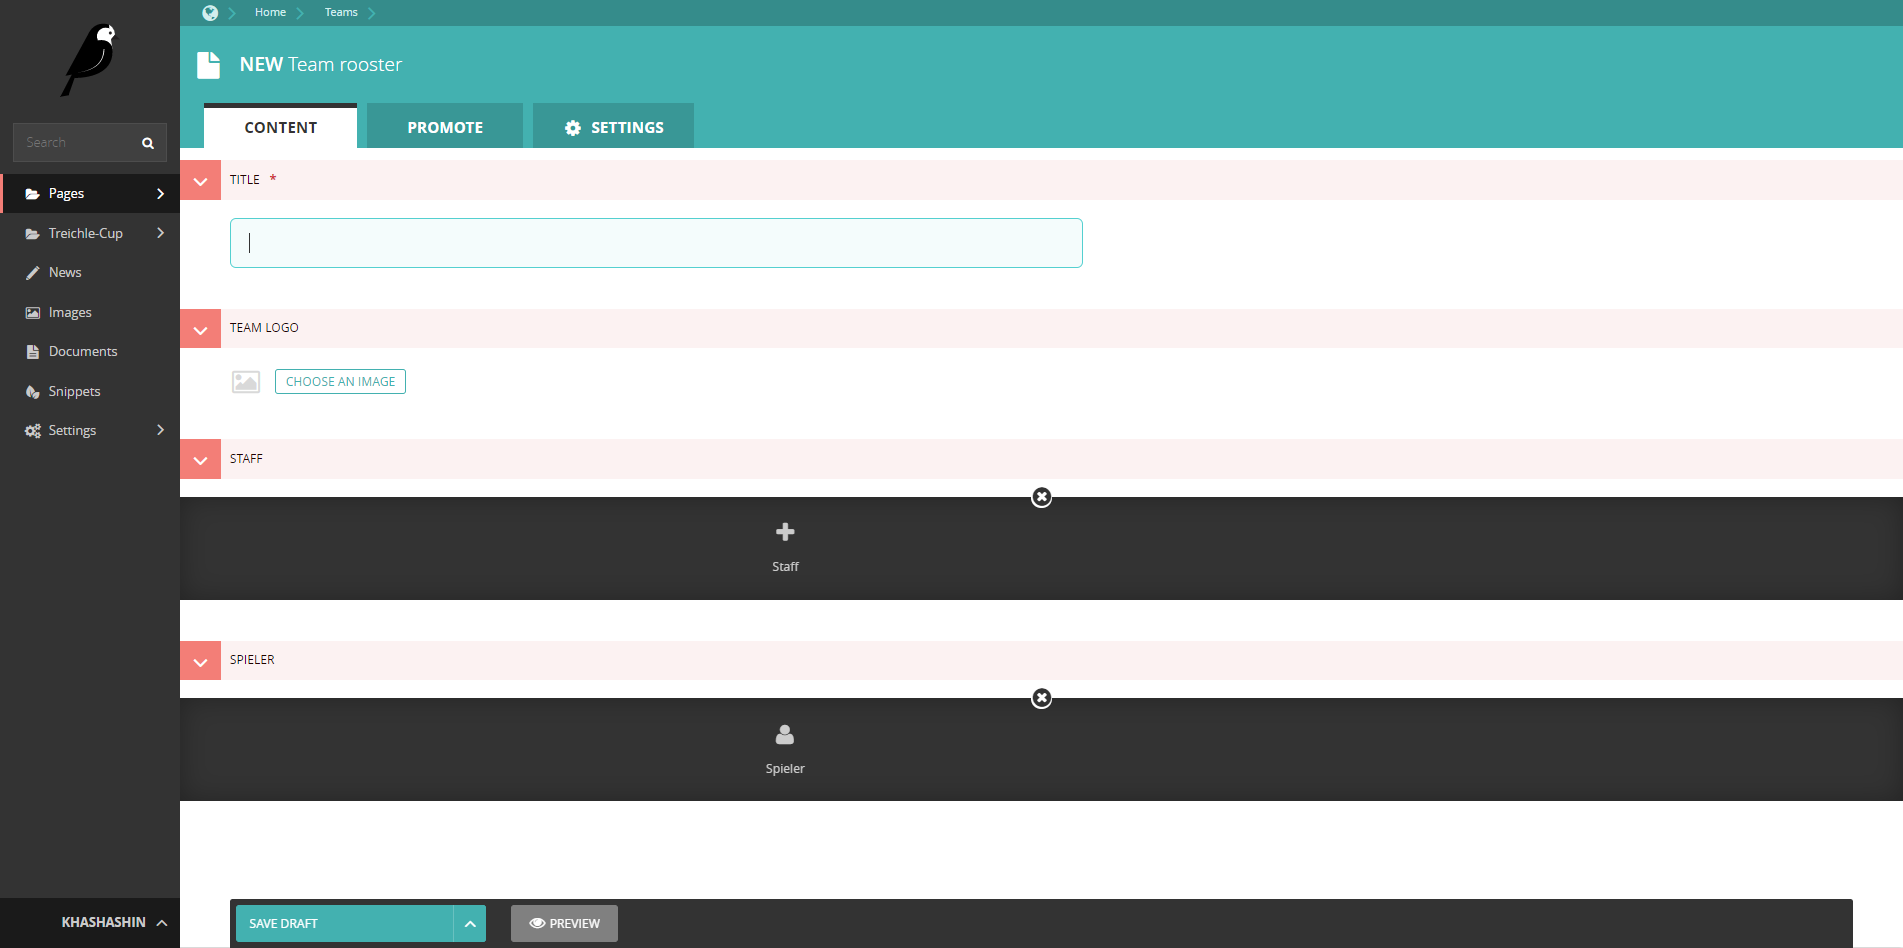 Home
Teams
NEW Team rooster
CONTENT
PROMOTE
SETTINGS
Search
Pages
Treichle-Cup
News
Images
Documents
Snippets
Settings
TITLE *
TEAM LOGO
CHOOSE AN IMAGE
STAFF
Staff
SPIELER
Spieler
KHASHASHIN
SAVE DRAFT
PREVIEW